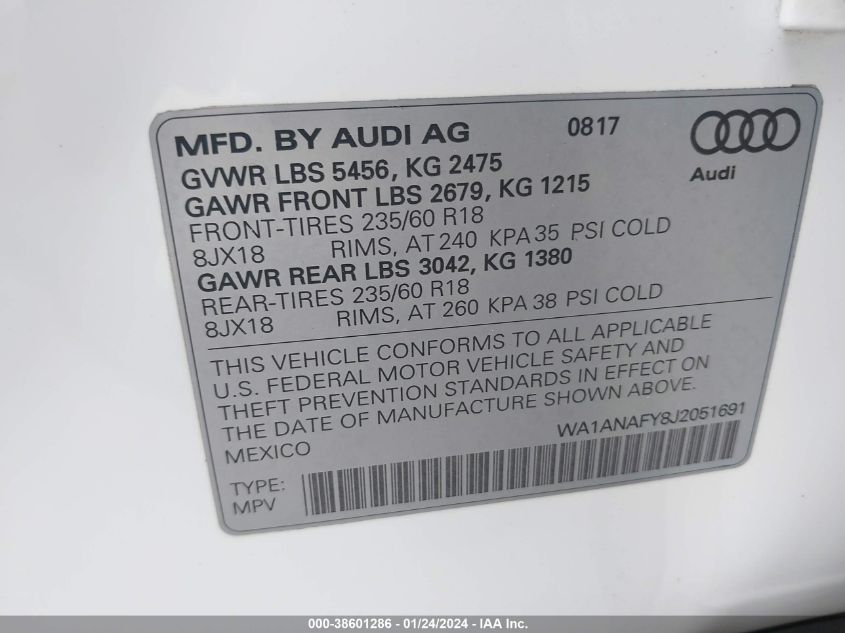 MFD. BY AUDI AG 0817
Audi
GVWR LBS 5456, KG 2475
GAWR FRONT LBS 2679, KG 1215
FRONT-TIRES 235/60 R18
8JX18 RIMS, AT 240 KPA 35 PSI COLD
GAWR REAR LBS 3042, KG 1380
REAR-TIRES 235/60 R18
8JX18 RIMS, AT 260 KPA 38 PSI COLD
THIS VEHICLE CONFORMS TO ALL APPLICABLE
U.S. FEDERAL MOTOR VEHICLE SAFETY AND
THEFT PREVENTION STANDARDS IN EFFECT ON
THE DATE OF MANUFACTURE SHOWN ABOVE.
MEXICO WA1ANAFY8J2051691
TYPE:
MPV
000-38601286 - 01/24/2024 - IAA Inc.